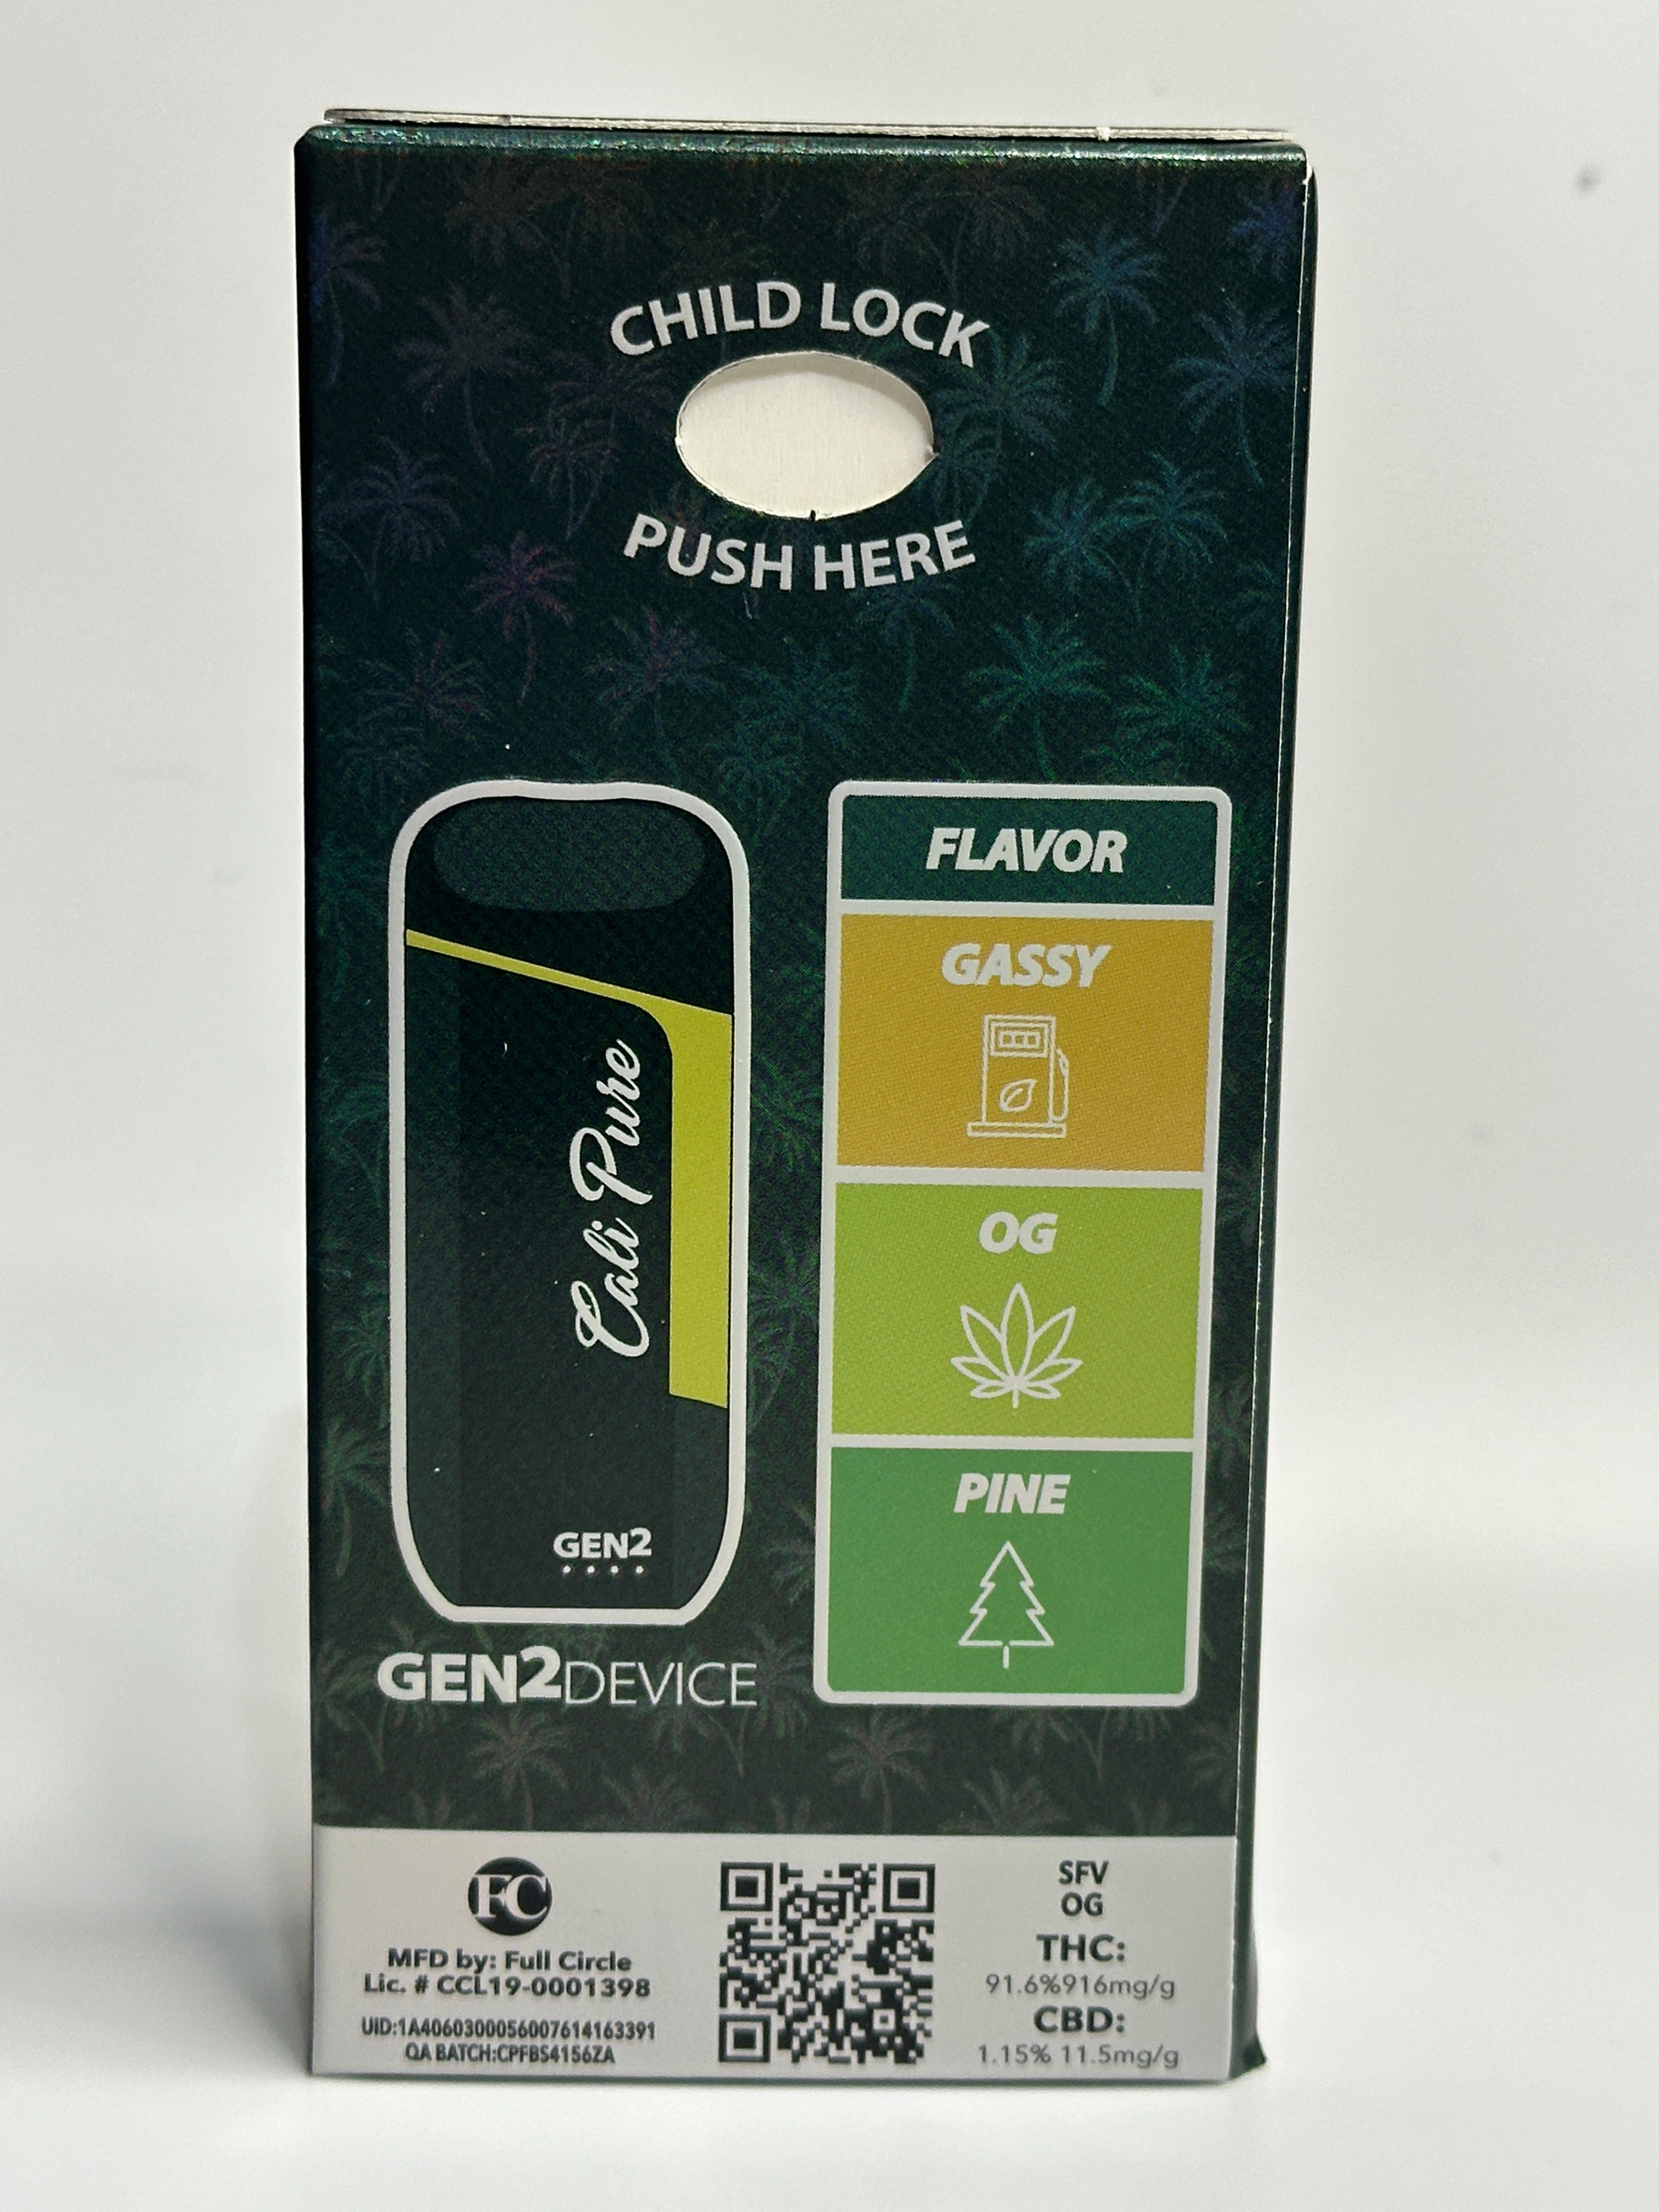 CHILD LOCK
PUSH HERE
Cali Pure
GEN2
GEN2DEVICE
FLAVOR
GASSY
OG
PINE
FC
MFD by: Full Circle
Lic. # CCL19-0001398
UID:1A4060300056007614163391
QA BATCH:CPFBS4156ZA
SFV
OG
THC:
91.6%916mg/g
CBD:
1.15% 11.5mg/g